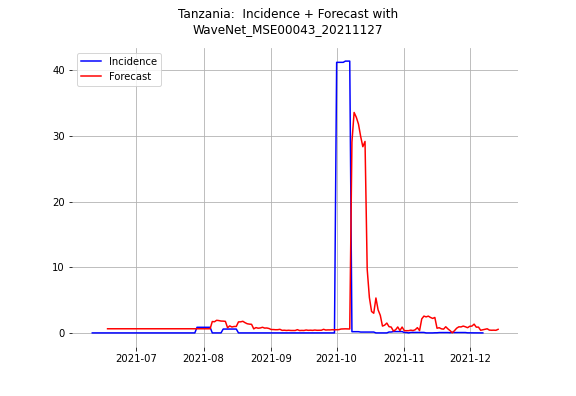 Tanzania:  Incidence + Forecast with
WaveNet_MSE00043_20211127
Incidence
Forecast
40
30
20
10
0
2021-07
2021-08
2021-09
2021-10
2021-11
2021-12